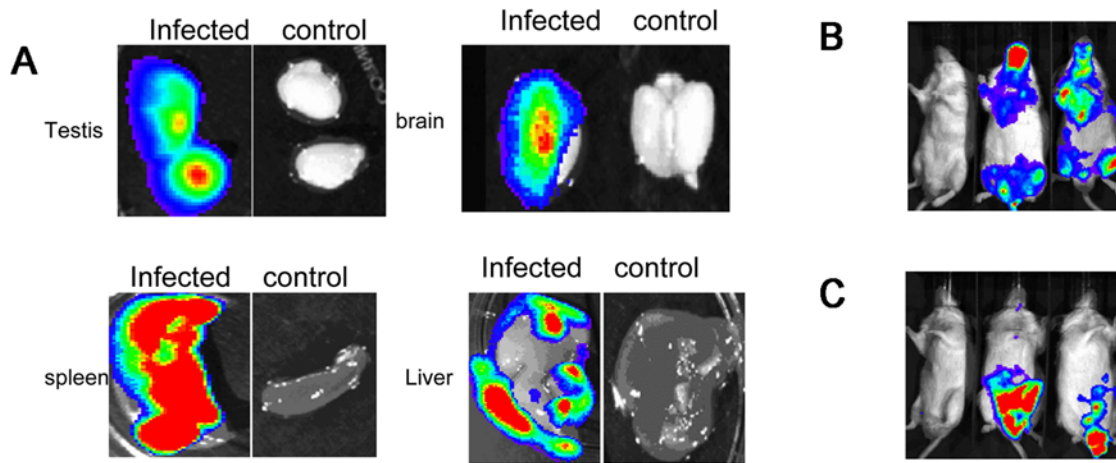 A
Infected control
Testis
Infected control
brain
Infected control
spleen
Infected control
Liver
B
C